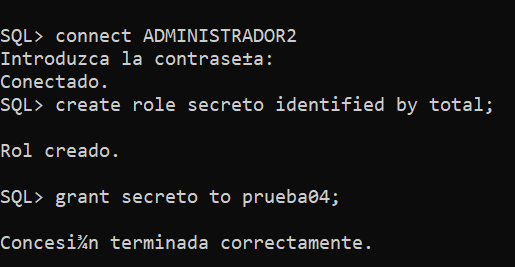 SQL> connect ADMINISTRADOR2
Introduzca la contrase±a:
Conectado.
SQL> create role secreto identified by total;
Rol creado.
SQL> grant secreto to prueba04;
Concesi¾n terminada correctamente.